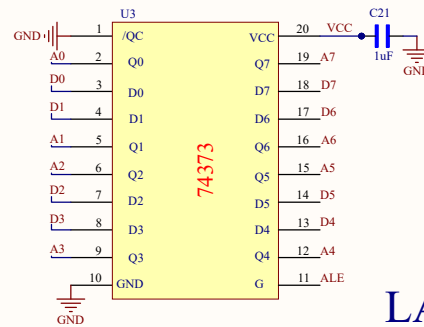 U3
C21
GND 1 /QC VCC 20 VCC
1uF
GND
A0 2 Q0 Q7 19 A7
D0 3 D0 D7 18 D7
D1 4 D1 D6 17 D6
A1 5 Q1 Q6 16 A6
A2 6 Q2 Q5 15 A5
D2 7 D2 D5 14 D5
D3 8 D3 D4 13 D4
A3 9 Q3 Q4 12 A4
10 GND G 11 ALE
74373
GND
LA